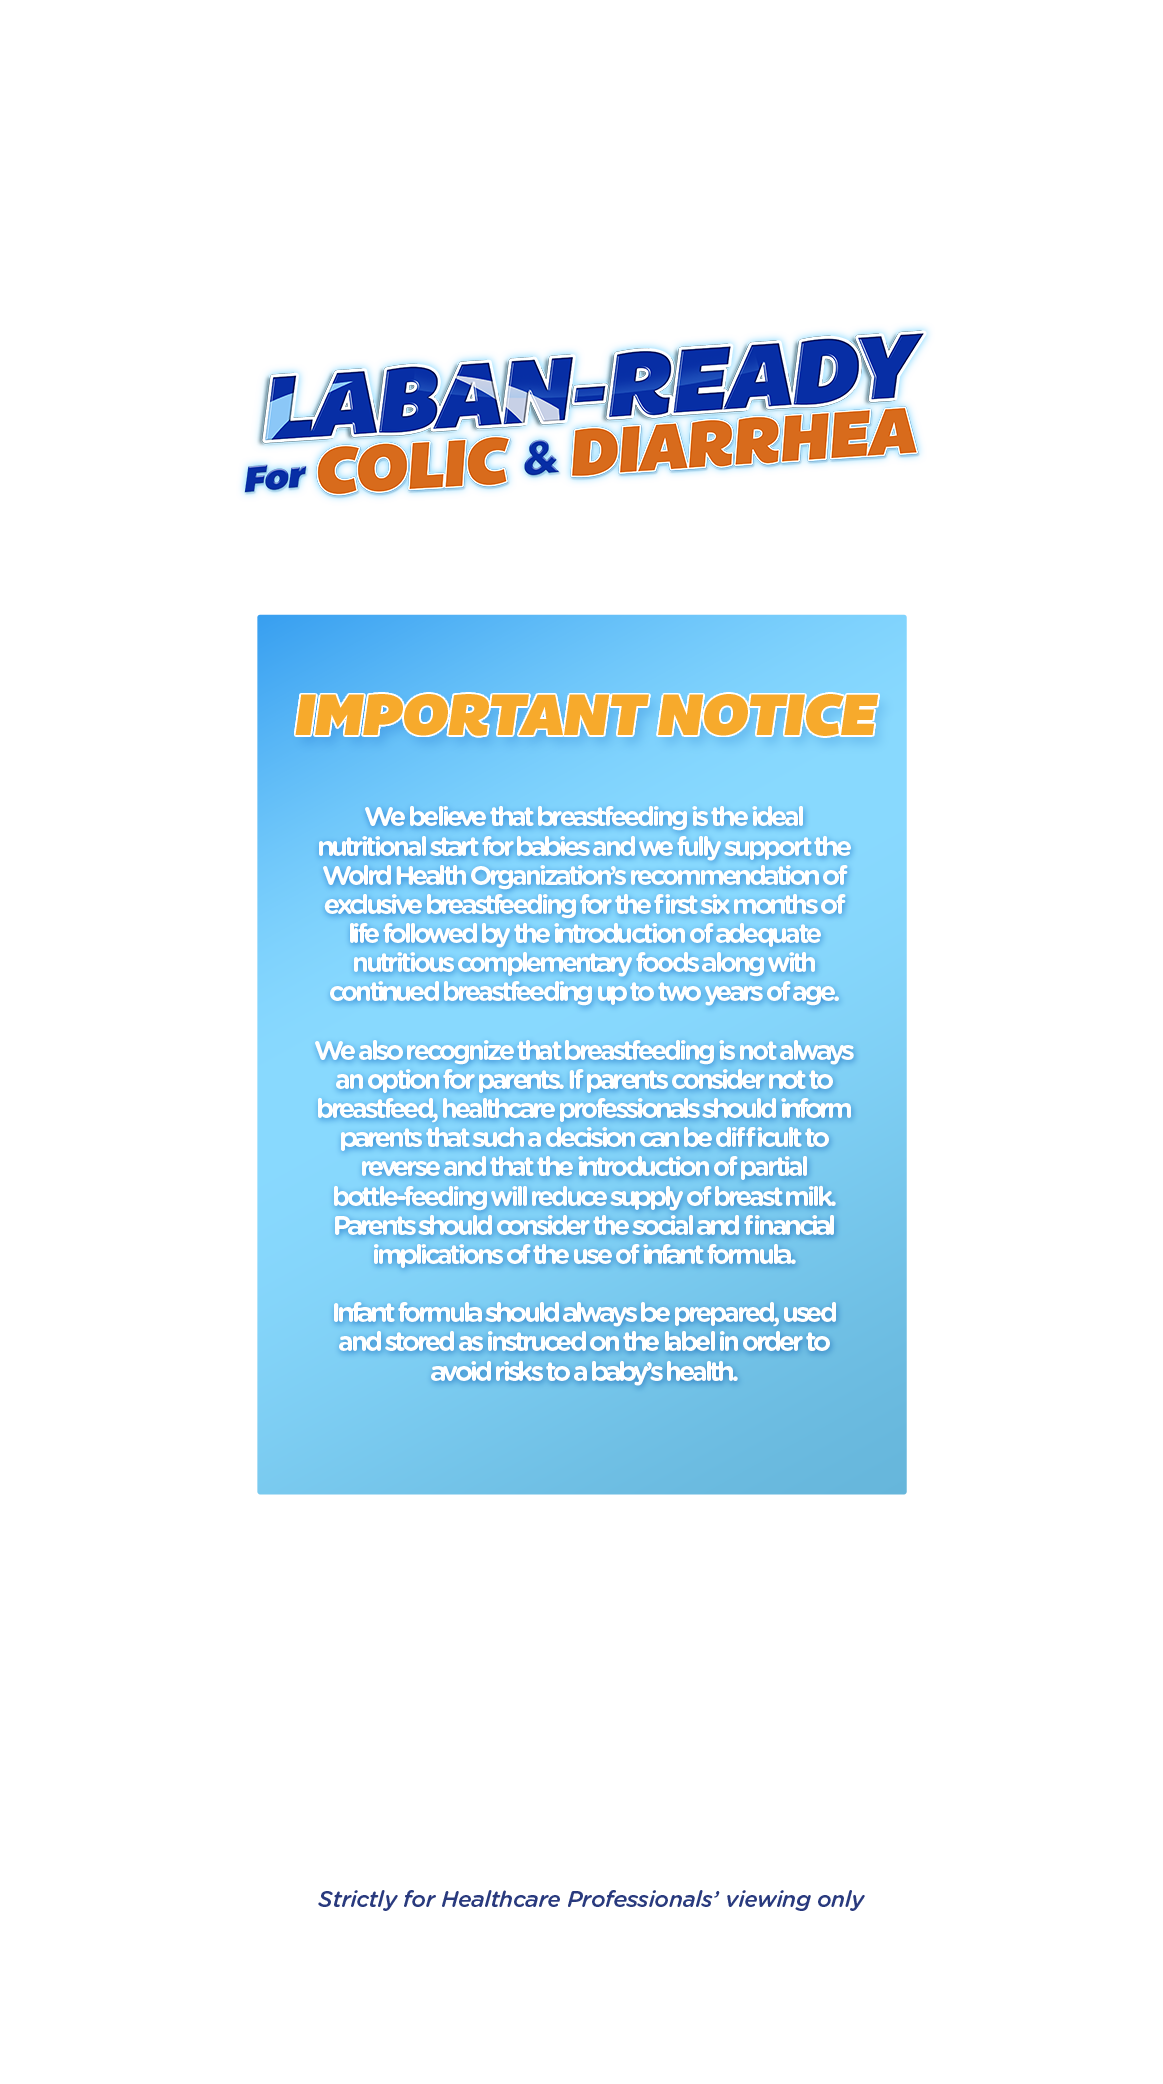 LABAN-READY
For COLIC & DIARRHEA
IMPORTANT NOTICE
We believe that breastfeeding is the ideal
nutritional start for babies and we fully support the
Wolrd Health Organization’s recommendation of
exclusive breastfeeding for the first six months of
life followed by the introduction of adequate
nutritious complementary foods along with
continued breastfeeding up to two years of age.
We also recognize that breastfeeding is not always
an option for parents. If parents consider not to
breastfeed, healthcare professionals should inform
parents that such a decision can be difficult to
reverse and that the introduction of partial
bottle-feeding will reduce supply of breast milk.
Parents should consider the social and financial
implications of the use of infant formula.
Infant formula should always be prepared, used
and stored as instruced on the label in order to
avoid risks to a baby’s health.
Strictly for Healthcare Professionals’ viewing only